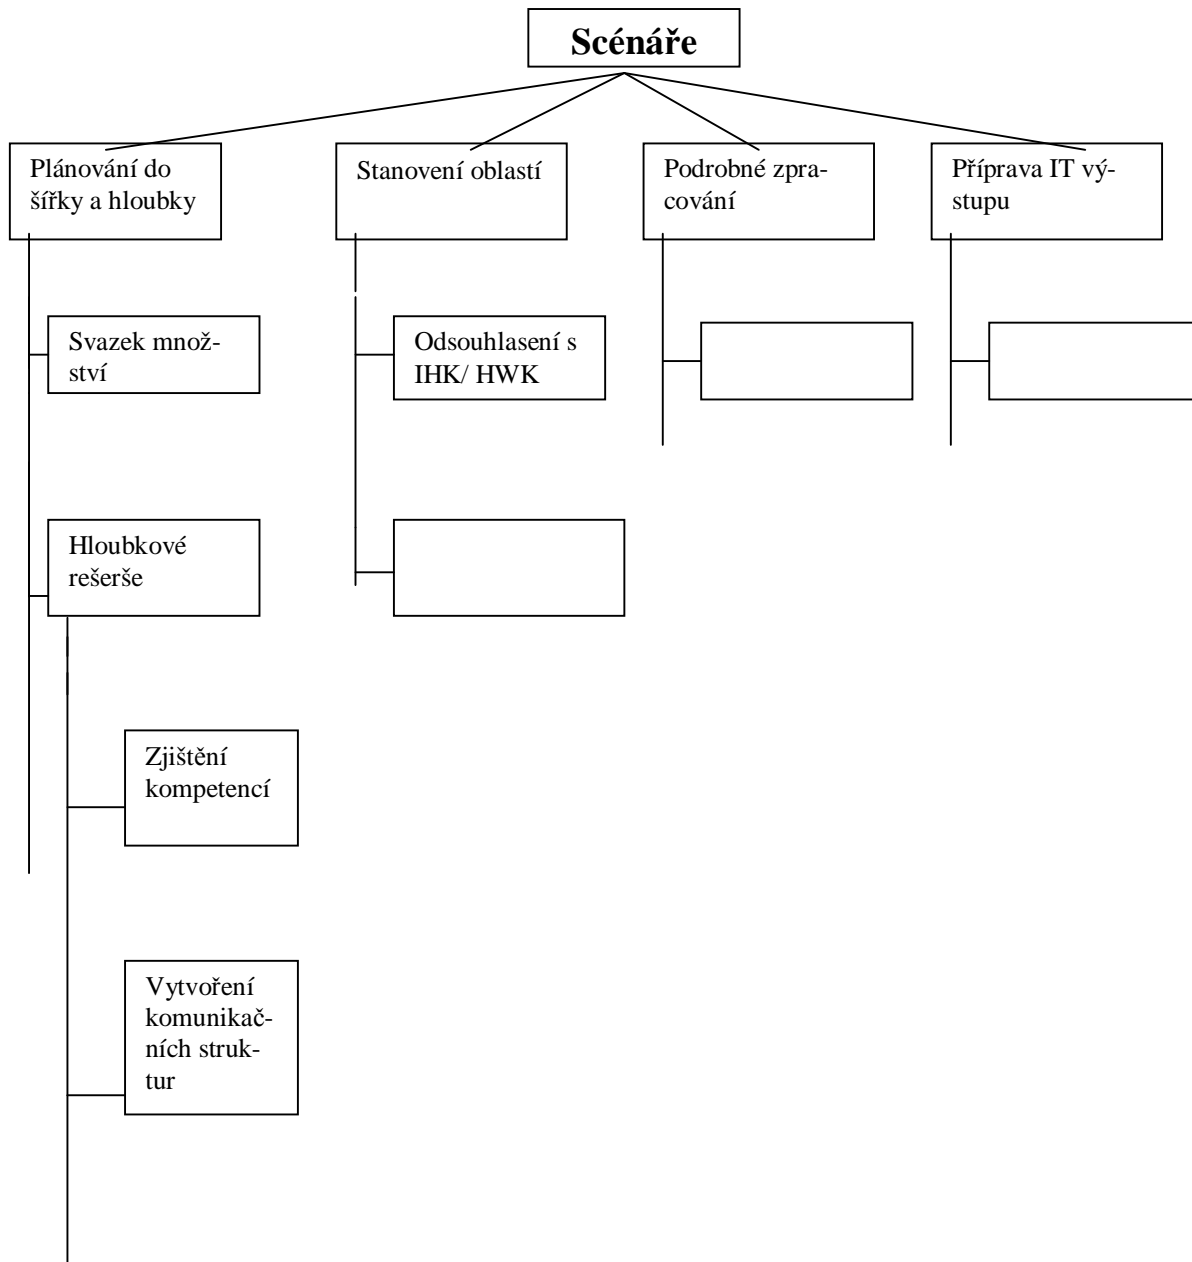 Scénáře
Plánování do
šířky a hloubky
Stanovení oblastí
Podrobné zpra-
cování
Příprava IT vý-
stupu
Svazek množ-
ství
Odsouhlasení s
IHK/ HWK
Hloubkové
rešerše
Zjištění
kompetencí
Vytvoření
komunikač-
ních struk-
tur